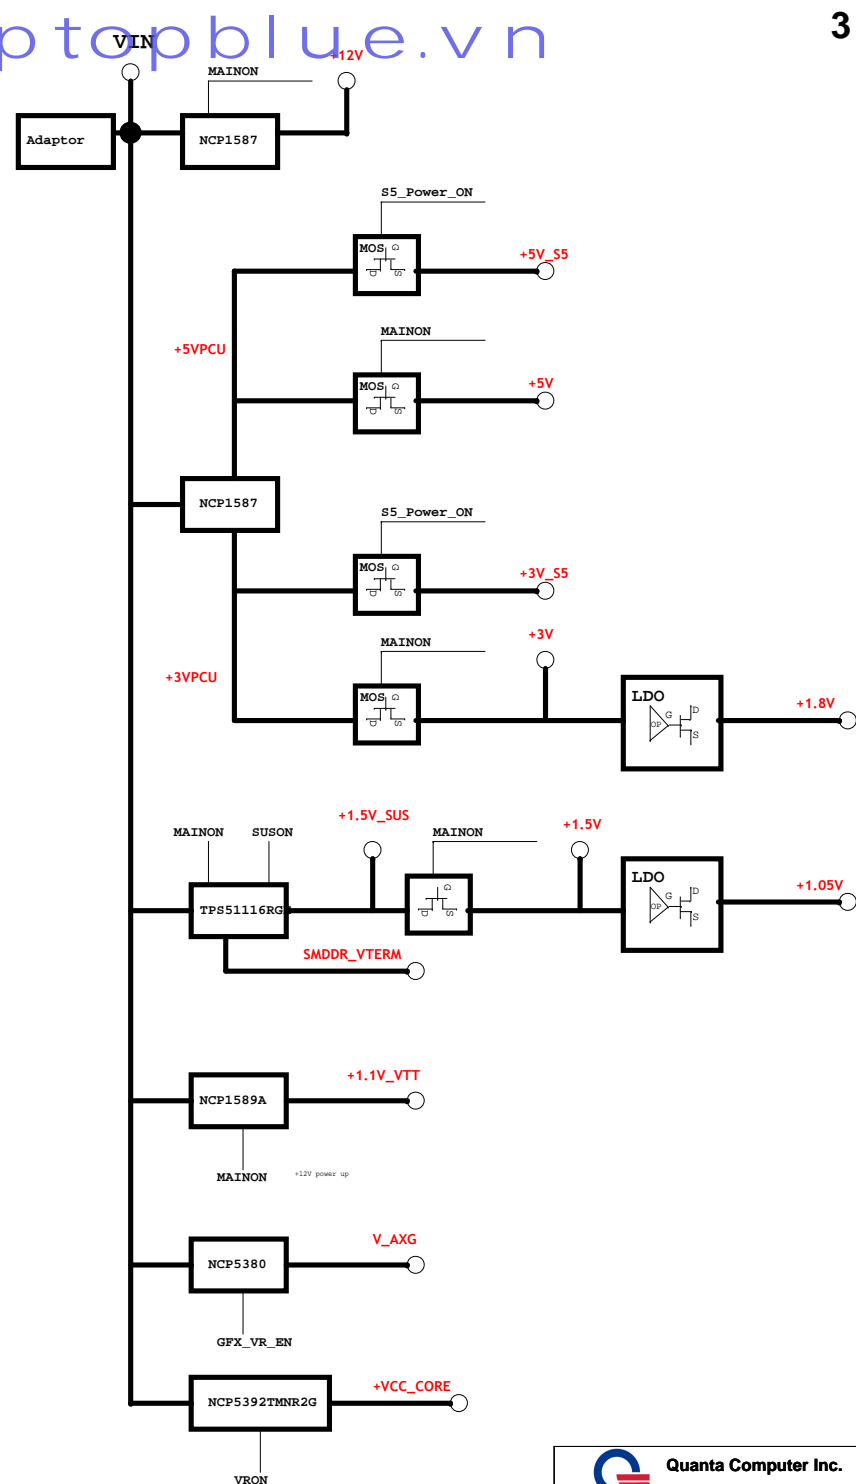 ptopblue.vn
3
VIN
+12V
MAINON
Adaptor
NCP1587
S5_Power_ON
MOS
G
D
S
+5V_S5
MAINON
+5VPCU
MOS
G
D
S
+5V
NCP1587
S5_Power_ON
MOS
G
D
S
+3V_S5
MAINON
+3V
+3VPCU
MOS
G
D
S
LDO
OP
G
D
S
+1.8V
+1.5V_SUS
MAINON
SUSON
MAINON
+1.5V
TPS51116RG
G
D
S
LDO
OP
G
D
S
+1.05V
SMDDR_VTERM
+1.1V_VTT
NCP1589A
MAINON
+12V power up
V_AXG
NCP5380
GFX_VR_EN
+VCC_CORE
NCP5392TMNR2G
VRON
Quanta Computer Inc.